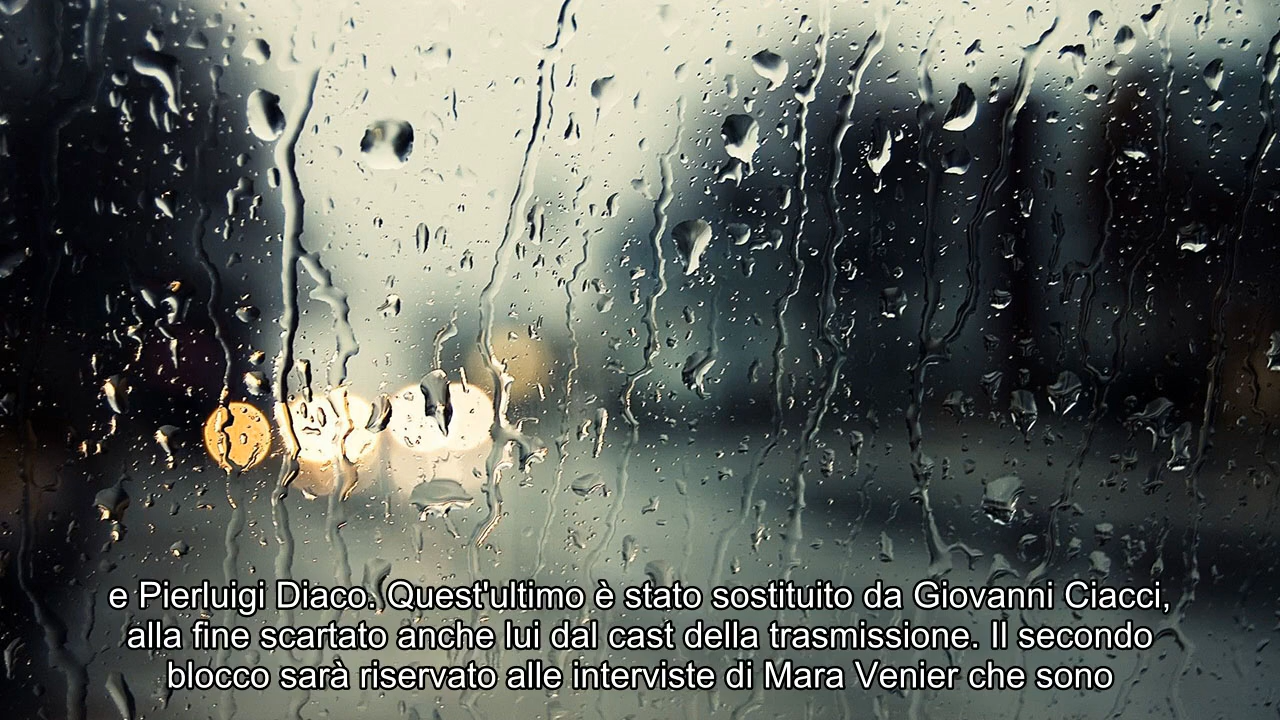 e Pierluigi Diaco. Quest'ultimo è stato sostituito da Giovanni Ciacci,
alla fine scartato anche lui dal cast della trasmissione. Il secondo
blocco sarà riservato alle interviste di Mara Venier che sono